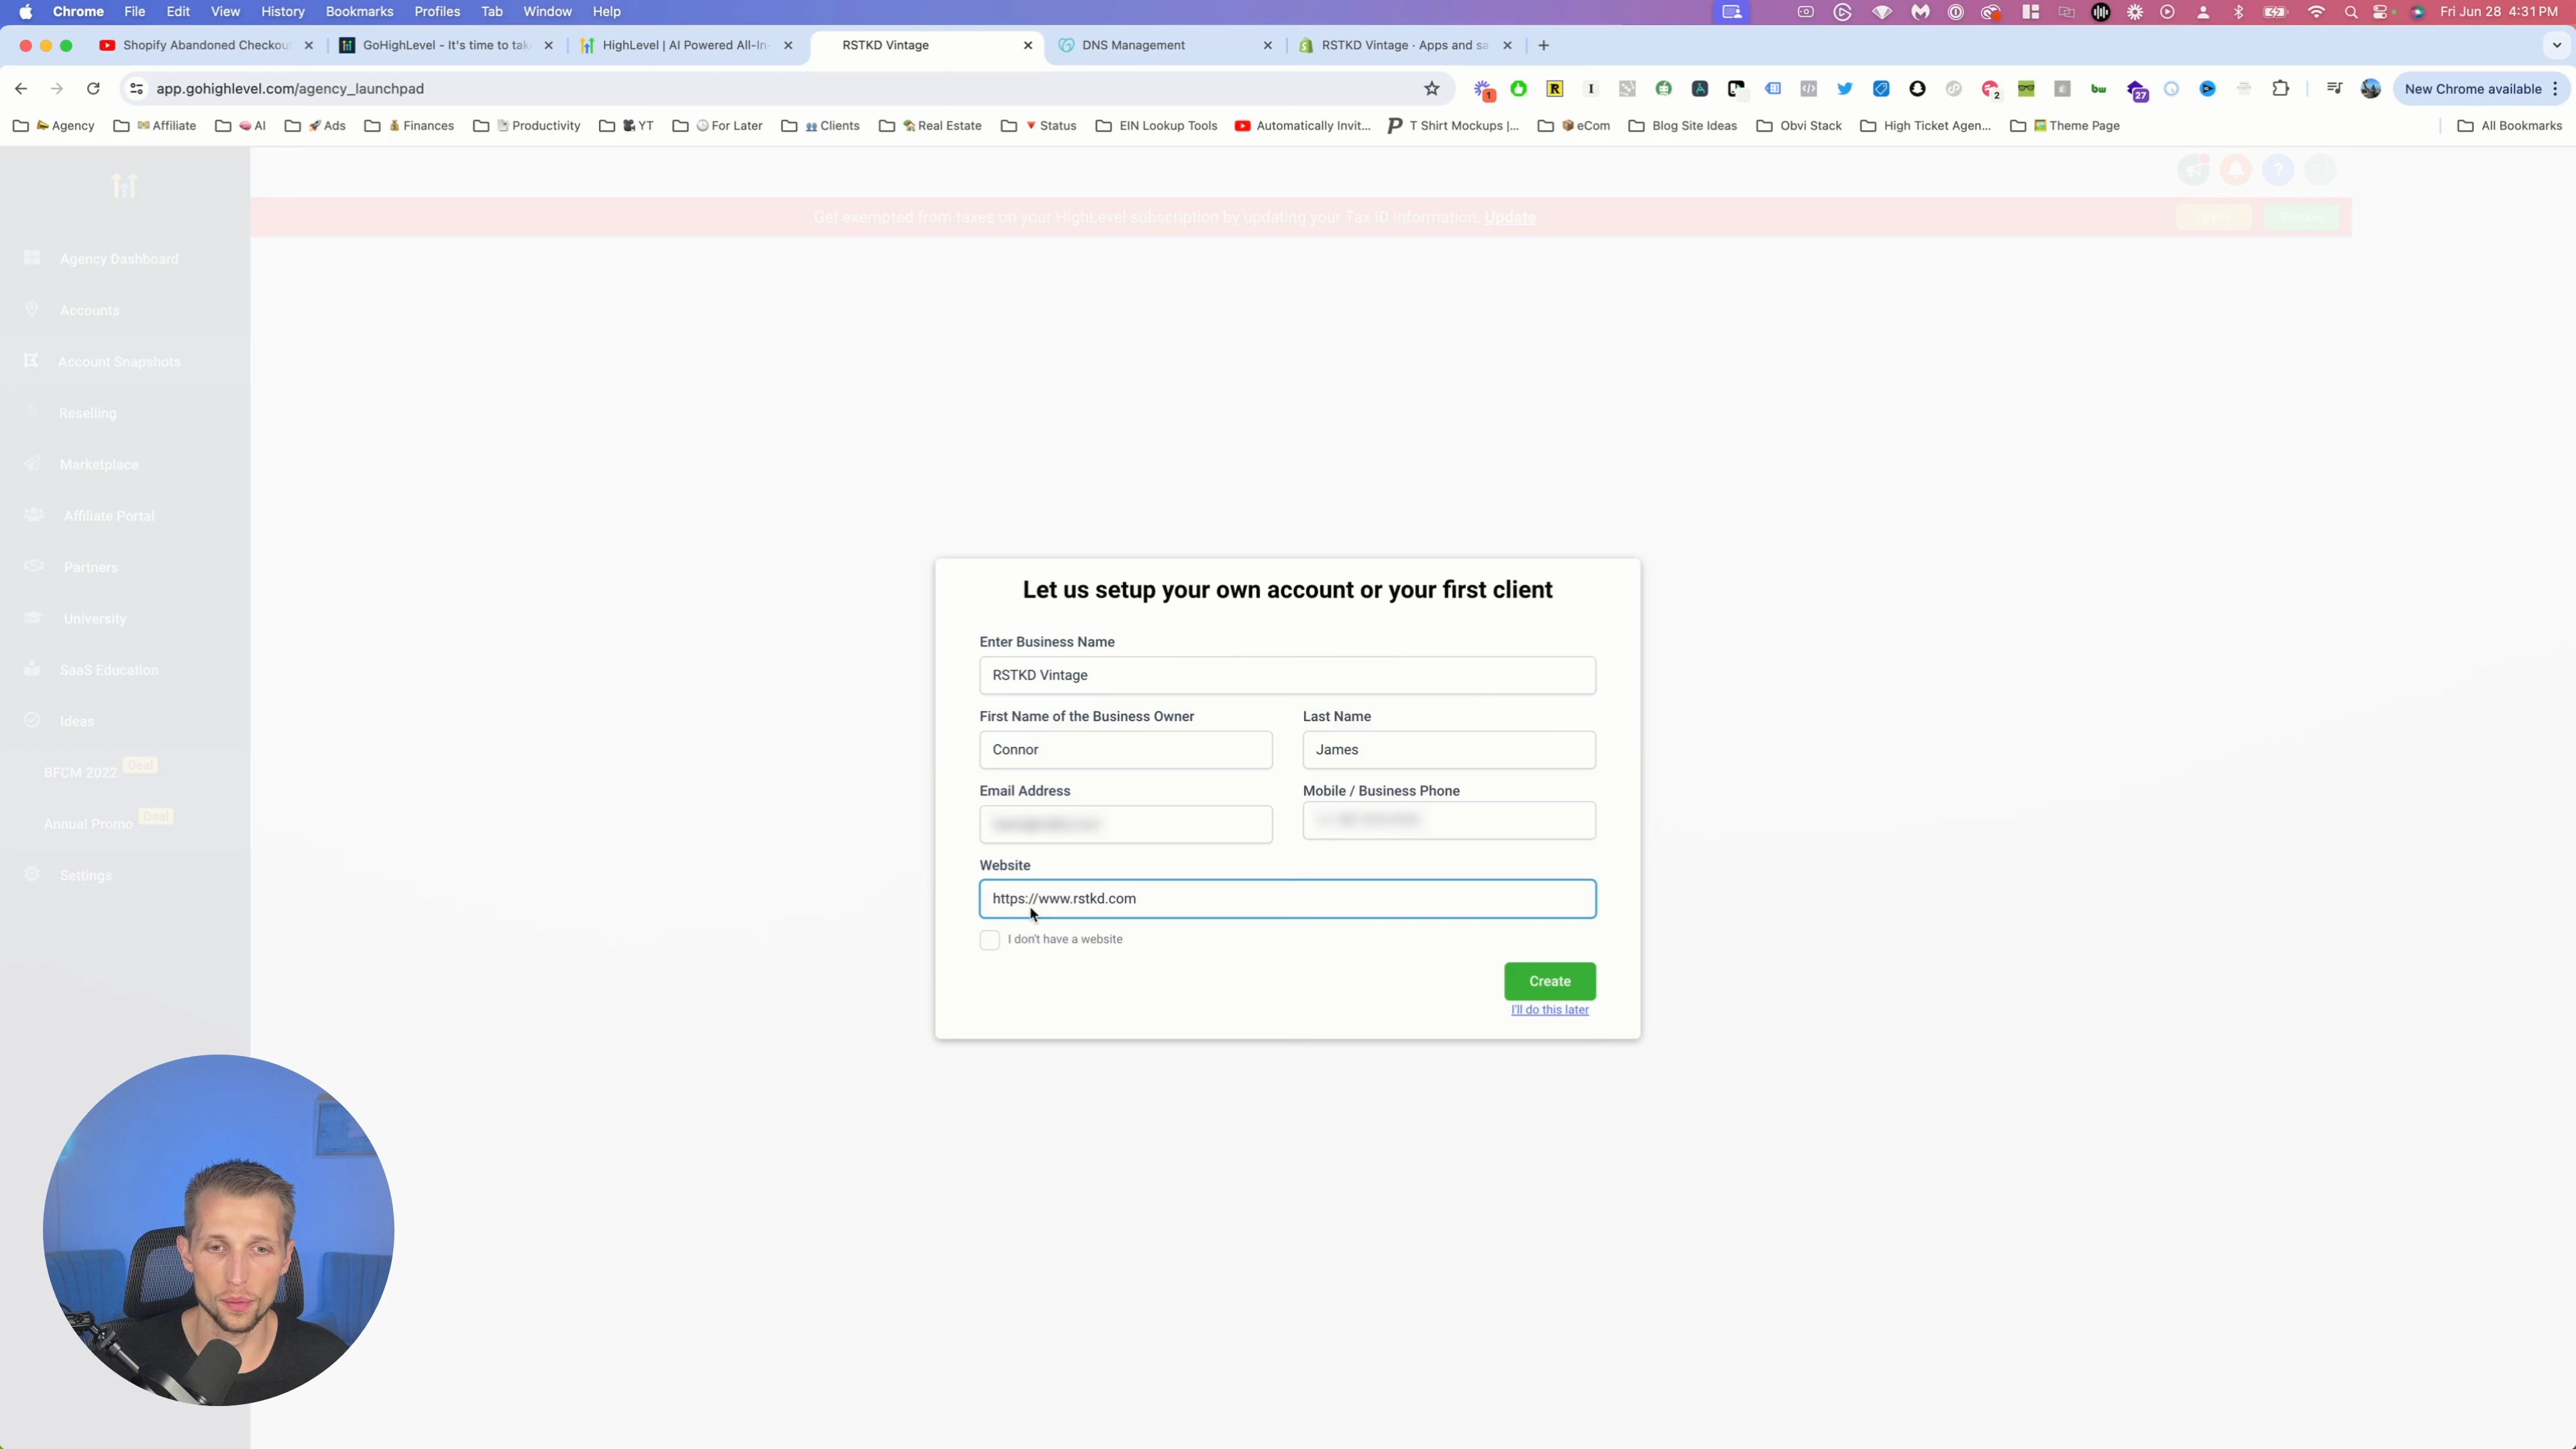 Chrome File Edit View History Bookmarks Profiles Tab Window Help Fri Jun 28 4:31 PM
Shopify Abandoned Checkou GoHighLevel - It's time to tak HighLevel | AI Powered All-In- RSTKD Vintage DNS Management RSTKD Vintage · Apps and sa
app.gohighlevel.com/agency_launchpad 1 2 27 New Chrome available
Agency Affiliate AI Ads Finances Productivity YT For Later Clients Real Estate Status EIN Lookup Tools Automatically Invit... T Shirt Mockups |... eCom Blog Site Ideas Obvi Stack High Ticket Agen... Theme Page All Bookmarks
Get exempted from taxes on your HighLevel subscription by updating your Tax ID information. Update
Agency Dashboard
Accounts
Account Snapshots
Reselling
Marketplace
Affiliate Portal
Partners
University
SaaS Education
Ideas
BFCM 2022 Deal
Annual Promo Deal
Settings
Let us setup your own account or your first client
Enter Business Name
RSTKD Vintage
First Name of the Business Owner Last Name
Connor James
Email Address Mobile / Business Phone
Website
https://www.rstkd.com
I don't have a website
Create
I'll do this later